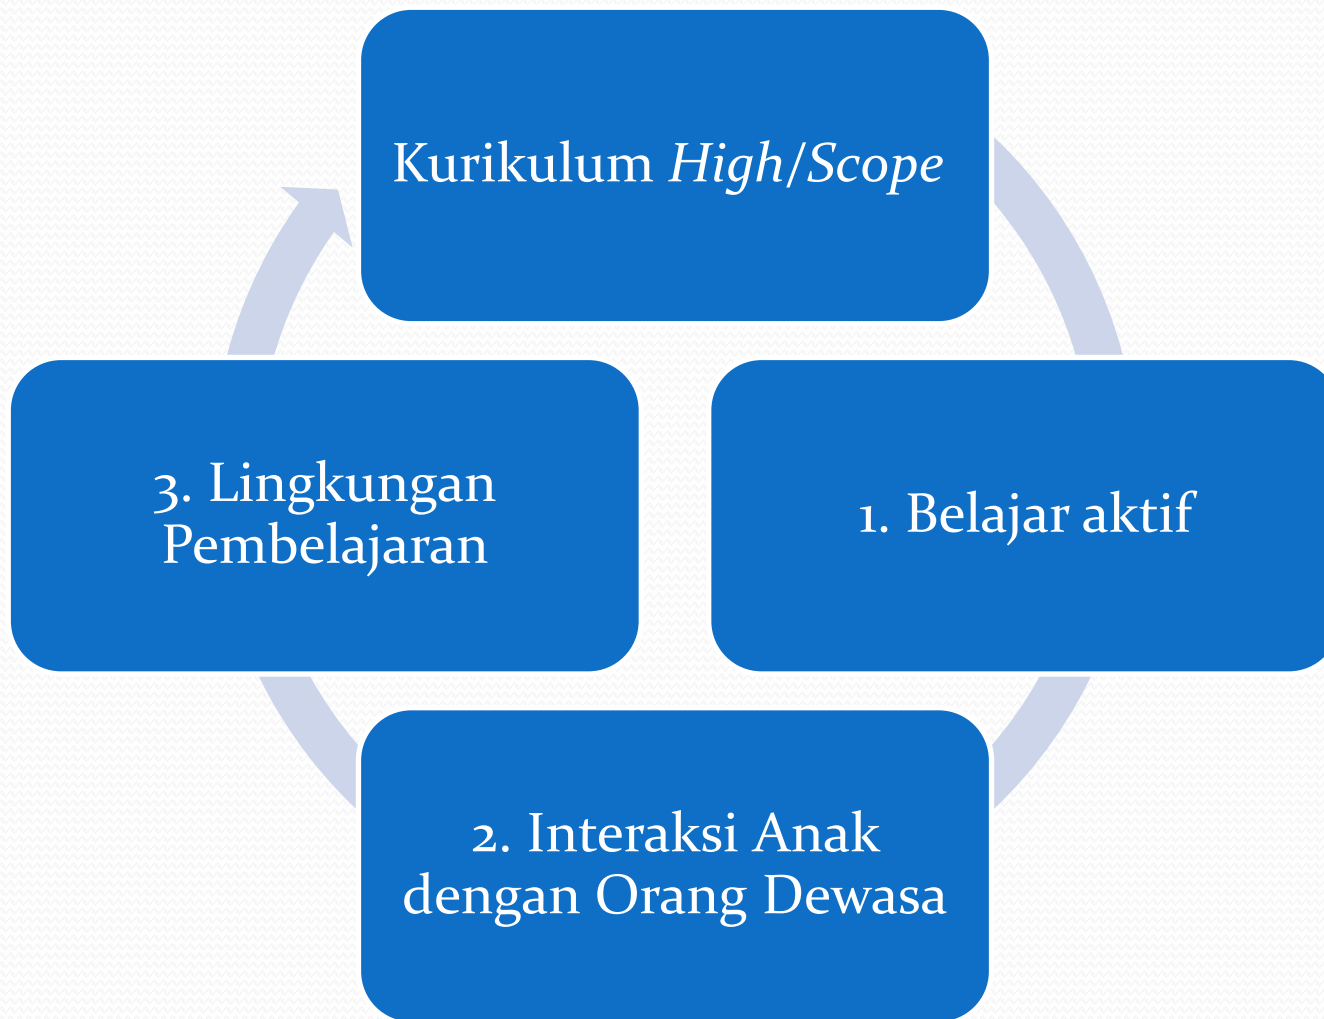 Kurikulum High/Scope
1. Belajar aktif
2. Interaksi Anak
dengan Orang Dewasa
3. Lingkungan
Pembelajaran